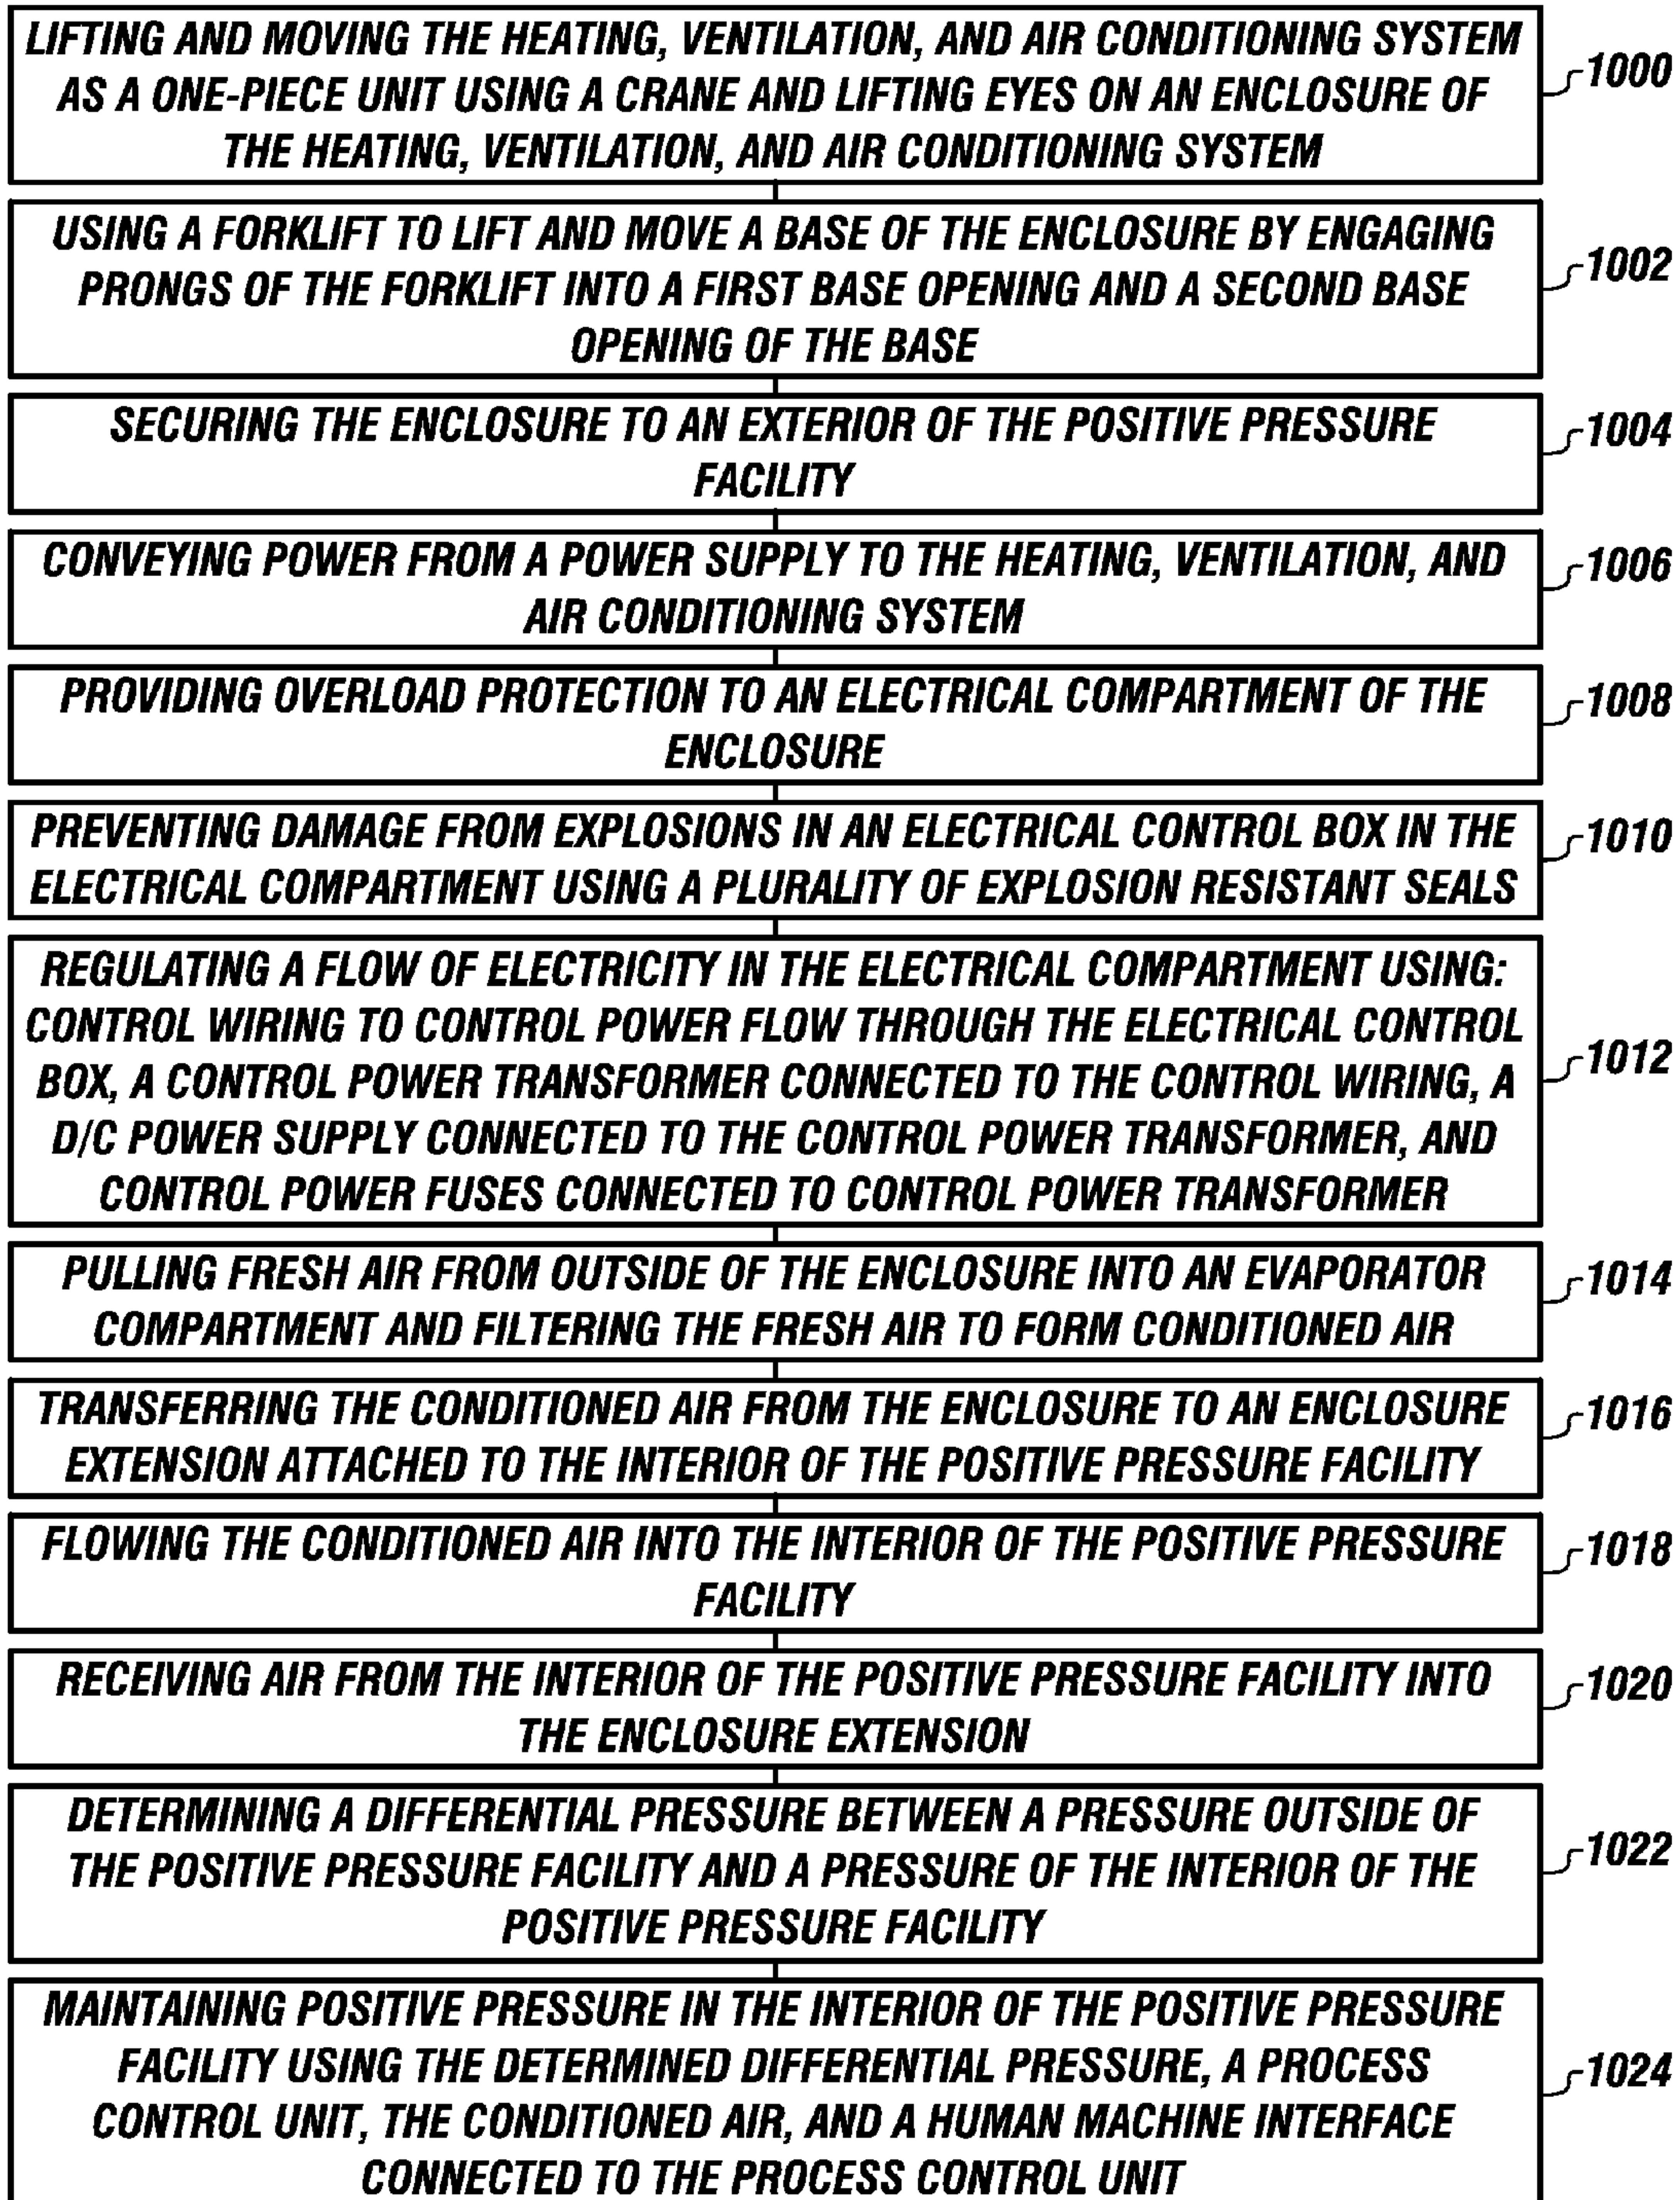 LIFTING AND MOVING THE HEATING, VENTILATION, AND AIR CONDITIONING SYSTEM
AS A ONE-PIECE UNIT USING A CRANE AND LIFTING EYES ON AN ENCLOSURE OF
THE HEATING, VENTILATION, AND AIR CONDITIONING SYSTEM
1000
USING A FORKLIFT TO LIFT AND MOVE A BASE OF THE ENCLOSURE BY ENGAGING
PRONGS OF THE FORKLIFT INTO A FIRST BASE OPENING AND A SECOND BASE
OPENING OF THE BASE
1002
SECURING THE ENCLOSURE TO AN EXTERIOR OF THE POSITIVE PRESSURE
FACILITY
1004
CONVEYING POWER FROM A POWER SUPPLY TO THE HEATING, VENTILATION, AND
AIR CONDITIONING SYSTEM
1006
PROVIDING OVERLOAD PROTECTION TO AN ELECTRICAL COMPARTMENT OF THE
ENCLOSURE
1008
PREVENTING DAMAGE FROM EXPLOSIONS IN AN ELECTRICAL CONTROL BOX IN THE
ELECTRICAL COMPARTMENT USING A PLURALITY OF EXPLOSION RESISTANT SEALS
1010
REGULATING A FLOW OF ELECTRICITY IN THE ELECTRICAL COMPARTMENT USING:
CONTROL WIRING TO CONTROL POWER FLOW THROUGH THE ELECTRICAL CONTROL
BOX, A CONTROL POWER TRANSFORMER CONNECTED TO THE CONTROL WIRING, A
D/C POWER SUPPLY CONNECTED TO THE CONTROL POWER TRANSFORMER, AND
CONTROL POWER FUSES CONNECTED TO CONTROL POWER TRANSFORMER
1012
PULLING FRESH AIR FROM OUTSIDE OF THE ENCLOSURE INTO AN EVAPORATOR
COMPARTMENT AND FILTERING THE FRESH AIR TO FORM CONDITIONED AIR
1014
TRANSFERRING THE CONDITIONED AIR FROM THE ENCLOSURE TO AN ENCLOSURE
EXTENSION ATTACHED TO THE INTERIOR OF THE POSITIVE PRESSURE FACILITY
1016
FLOWING THE CONDITIONED AIR INTO THE INTERIOR OF THE POSITIVE PRESSURE
FACILITY
1018
RECEIVING AIR FROM THE INTERIOR OF THE POSITIVE PRESSURE FACILITY INTO
THE ENCLOSURE EXTENSION
1020
DETERMINING A DIFFERENTIAL PRESSURE BETWEEN A PRESSURE OUTSIDE OF
THE POSITIVE PRESSURE FACILITY AND A PRESSURE OF THE INTERIOR OF THE
POSITIVE PRESSURE FACILITY
1022
MAINTAINING POSITIVE PRESSURE IN THE INTERIOR OF THE POSITIVE PRESSURE
FACILITY USING THE DETERMINED DIFFERENTIAL PRESSURE, A PROCESS
CONTROL UNIT, THE CONDITIONED AIR, AND A HUMAN MACHINE INTERFACE
CONNECTED TO THE PROCESS CONTROL UNIT
1024